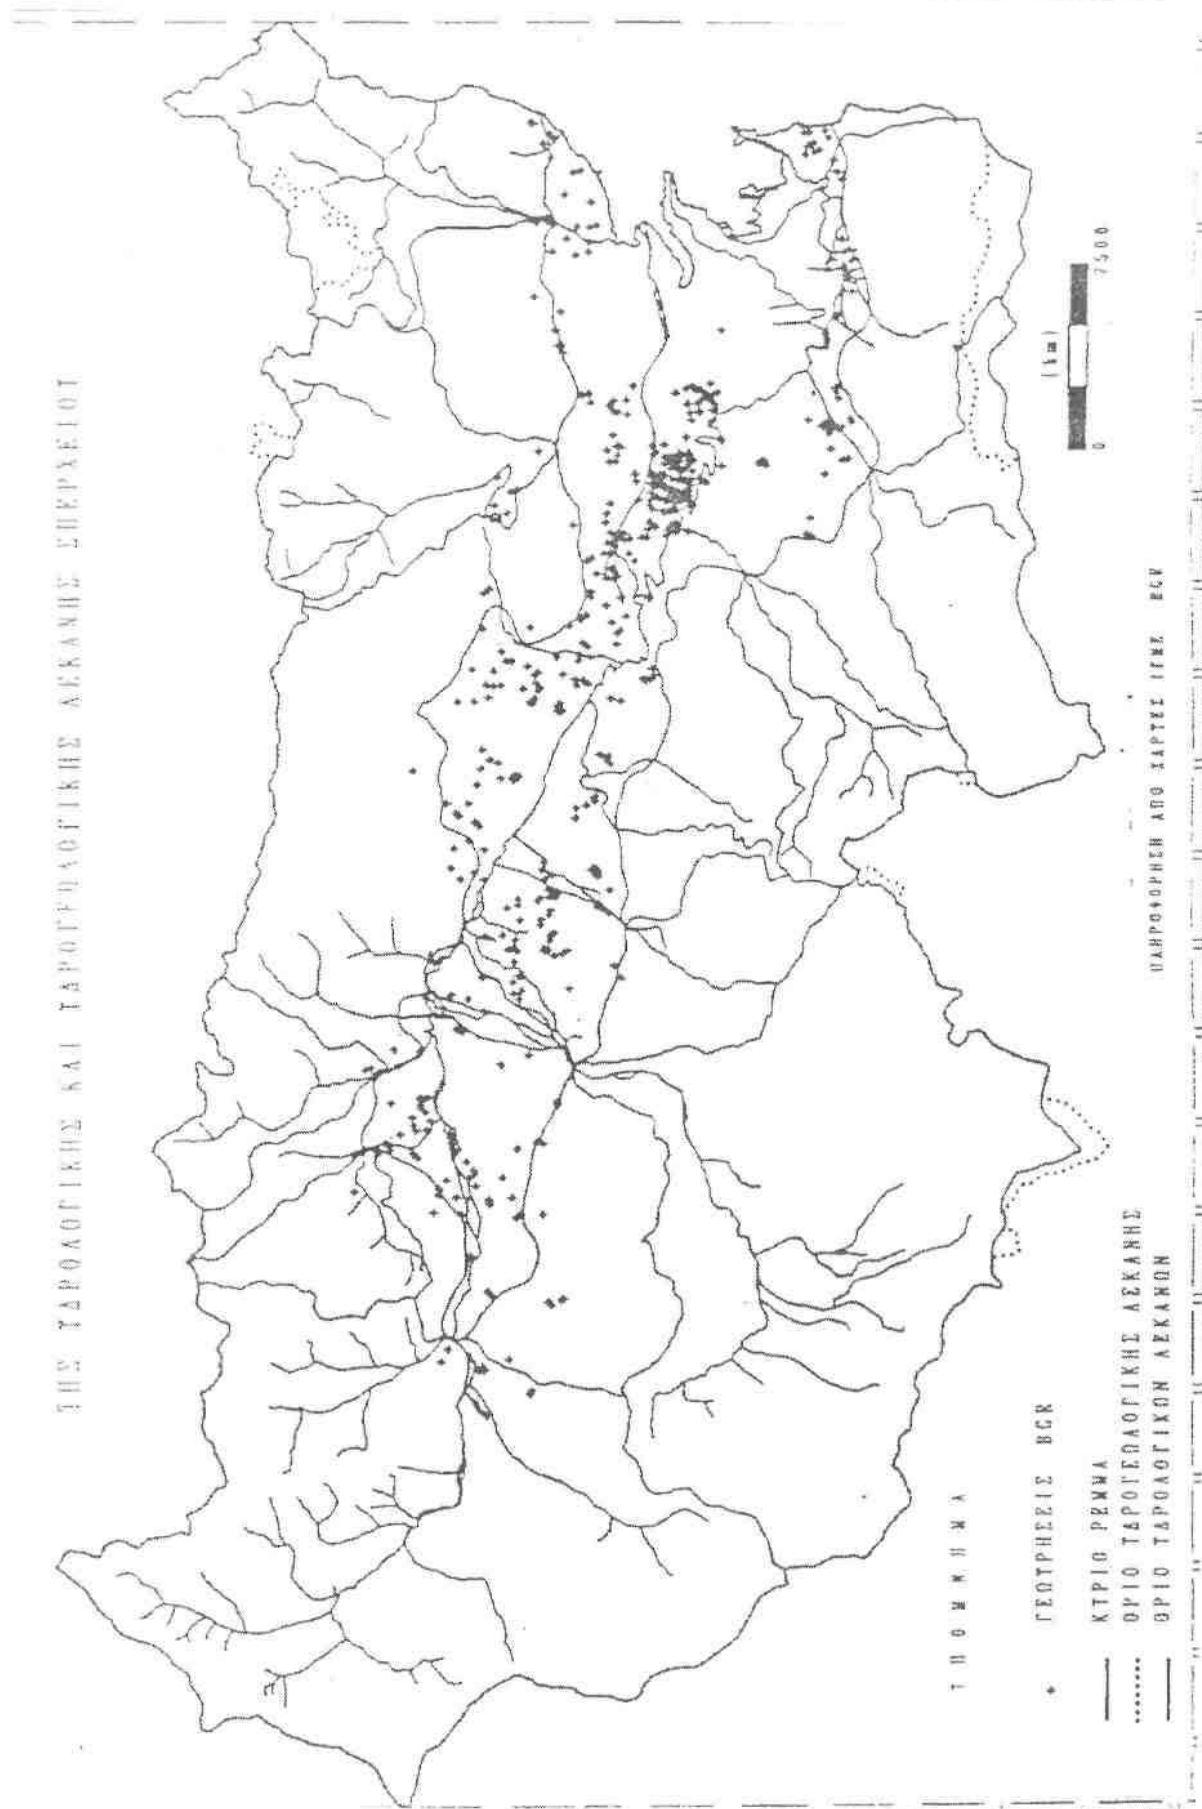 ΤΗΣ ΥΔΡΟΛΟΓΙΚΗΣ ΚΑΙ ΥΔΡΟΓΕΩΛΟΓΙΚΗΣ ΛΕΚΑΝΗΣ ΣΠΕΡΧΕΙΟΥ
ΥΠΟΜΝΗΜΑ
ΓΕΩΤΡΗΣΕΙΣ BGR
ΚΥΡΙΟ ΡΕΜΜΑ
ΟΡΙΟ ΥΔΡΟΓΕΩΛΟΓΙΚΗΣ ΛΕΚΑΝΗΣ
ΟΡΙΟ ΥΔΡΟΛΟΓΙΚΩΝ ΛΕΚΑΝΩΝ
ΠΛΗΡΟΦΟΡΗΣΗ ΑΠΟ ΧΑΡΤΕΣ ΙΓΜΕ BGR
(km)
0 7500